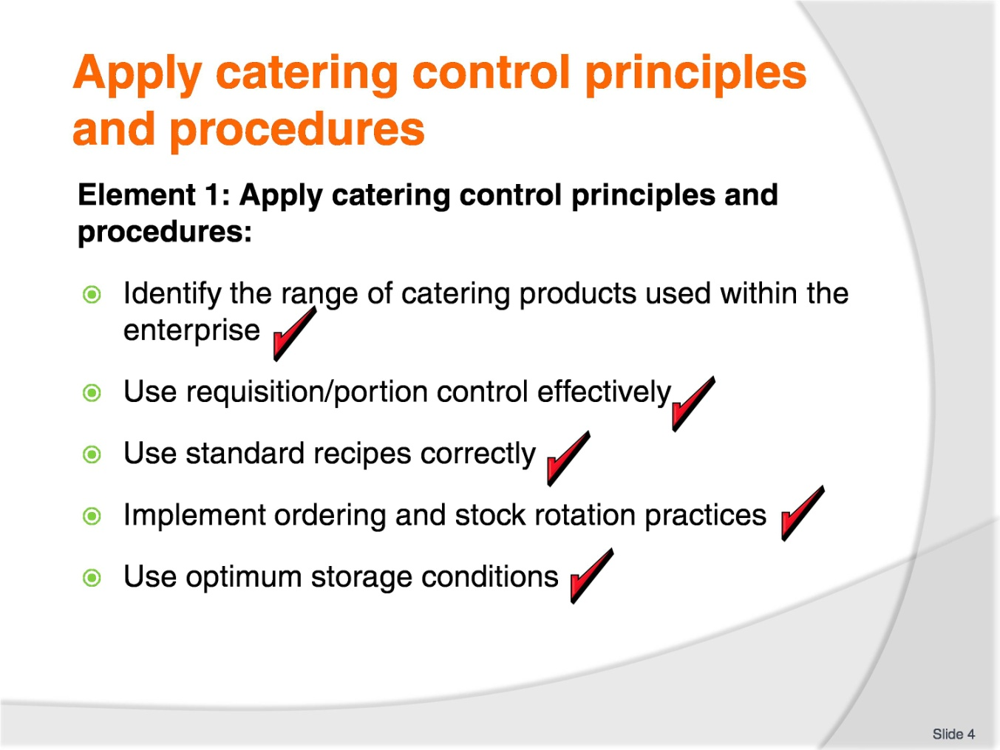 Apply catering control principles
and procedures
Element 1: Apply catering control principles and
procedures:
Identify the range of catering products used within the
enterprise
Use requisition/portion control effectively
Use standard recipes correctly
Implement ordering and stock rotation practices
Use optimum storage conditions
Slide 4